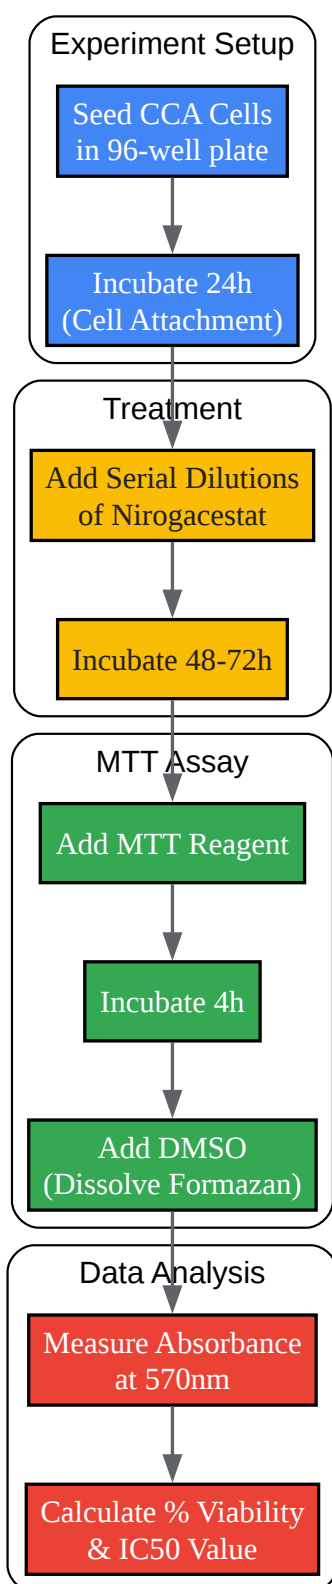 Experiment Setup
Seed CCA Cells
in 96-well plate
Incubate 24h
(Cell Attachment)
Treatment
Add Serial Dilutions
of Nirogacestat
Incubate 48-72h
MTT Assay
Add MTT Reagent
Incubate 4h
Add DMSO
(Dissolve Formazan)
Data Analysis
Measure Absorbance
at 570nm
Calculate % Viability
& IC50 Value